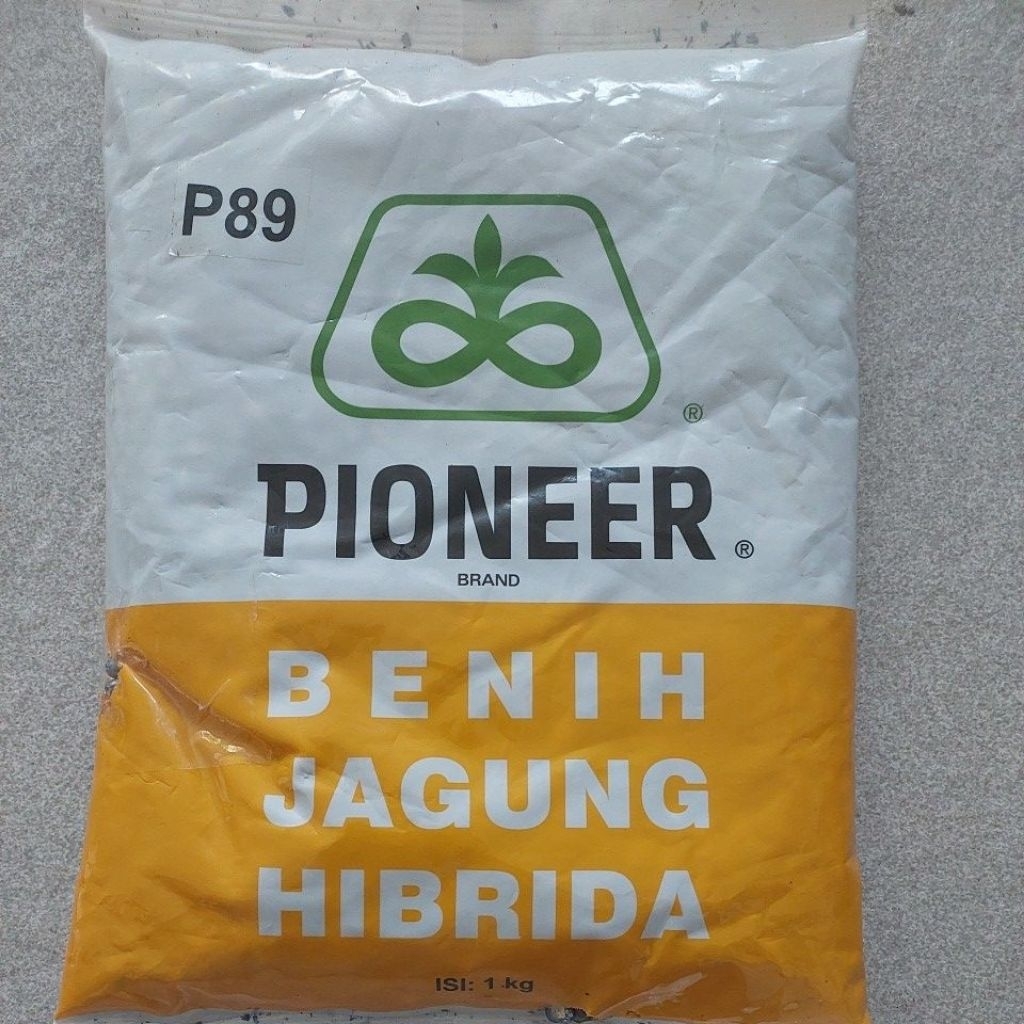 P89
®
PIONEER ®
BRAND
BENIH
JAGUNG
HIBRIDA
ISI: 1 kg